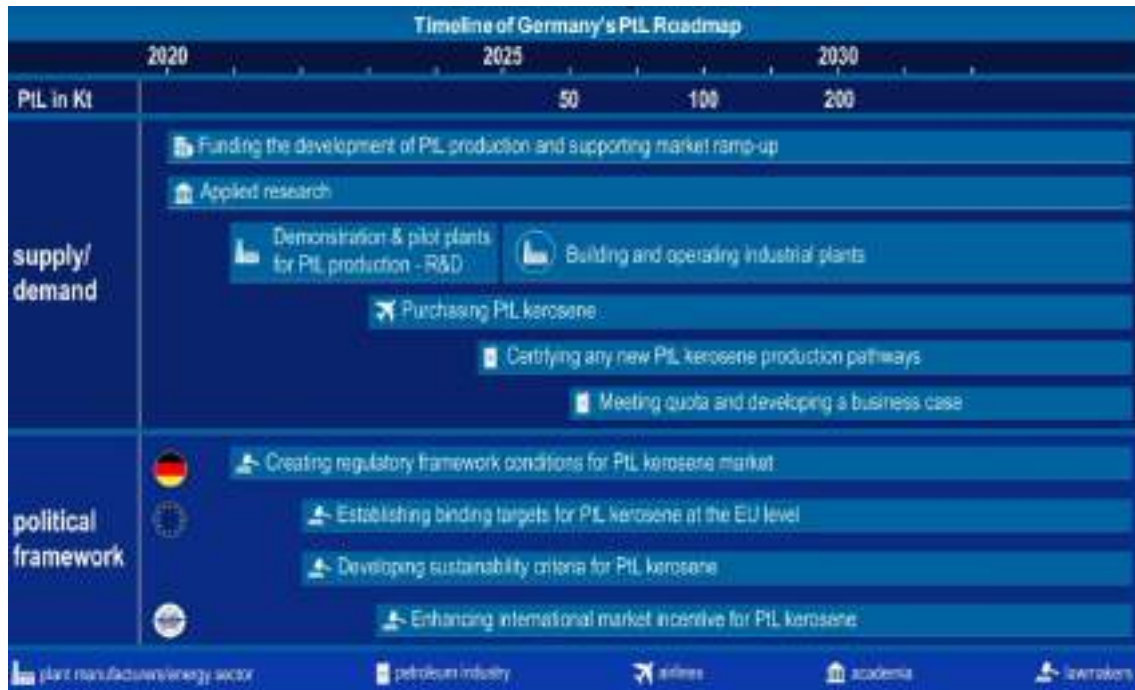 Timeline of Germany's PtL Roadmap
2020 2025 2030
PtL in Kt 50 100 200
Funding the development of PtL production and supporting market ramp-up
Applied research
supply/
demand
Demonstration & pilot plants
for PtL production - R&D
Building and operating industrial plants
Purchasing PtL kerosene
Certifying any new PtL kerosene production pathways
Meeting quota and developing a business case
political
framework
Creating regulatory framework conditions for PtL kerosene market
Establishing binding targets for PtL kerosene at the EU level
Developing sustainability criteria for PtL kerosene
Enhancing international market incentive for PtL kerosene
plant manufacturers/energy sector petroleum industry airlines academia lawmakers